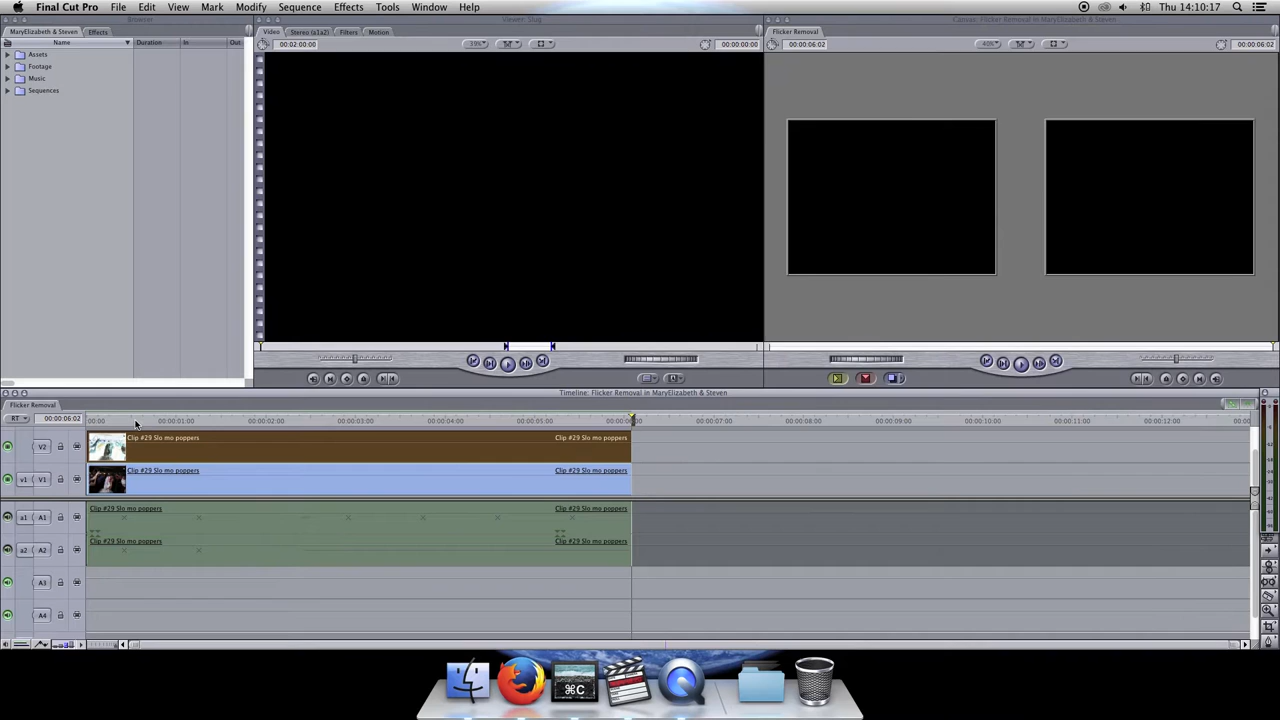 Final Cut Pro File Edit View Mark Modify Sequence Effects Tools Window Help Thu 14:10:17
Browser
Viewer: Slug
Canvas: Flicker Removal in MaryElizabeth & Steven
MaryElizabeth & Steven Effects
Video Stereo (a1a2) Filters Motion
Flicker Removal
Name Duration In Out
00:02:00:00 39% 00:00:00:00
00:00:06:02 40% 00:00:06:02
Assets
Footage
Music
Sequences
Timeline: Flicker Removal in MaryElizabeth & Steven
Flicker Removal
RT 00:00:06:02 00:00 00:00:01:00 00:00:02:00 00:00:03:00 00:00:04:00 00:00:05:00 00:00:06:00 00:00:07:00 00:00:08:00 00:00:09:00 00:00:10:00 00:00:11:00 00:00:12:00 00:00
V2 Clip #29 Slo mo poppers Clip #29 Slo mo poppers
v1 V1 Clip #29 Slo mo poppers Clip #29 Slo mo poppers
a1 A1 Clip #29 Slo mo poppers Clip #29 Slo mo poppers
a2 A2 Clip #29 Slo mo poppers Clip #29 Slo mo poppers
A3
A4
⌘C